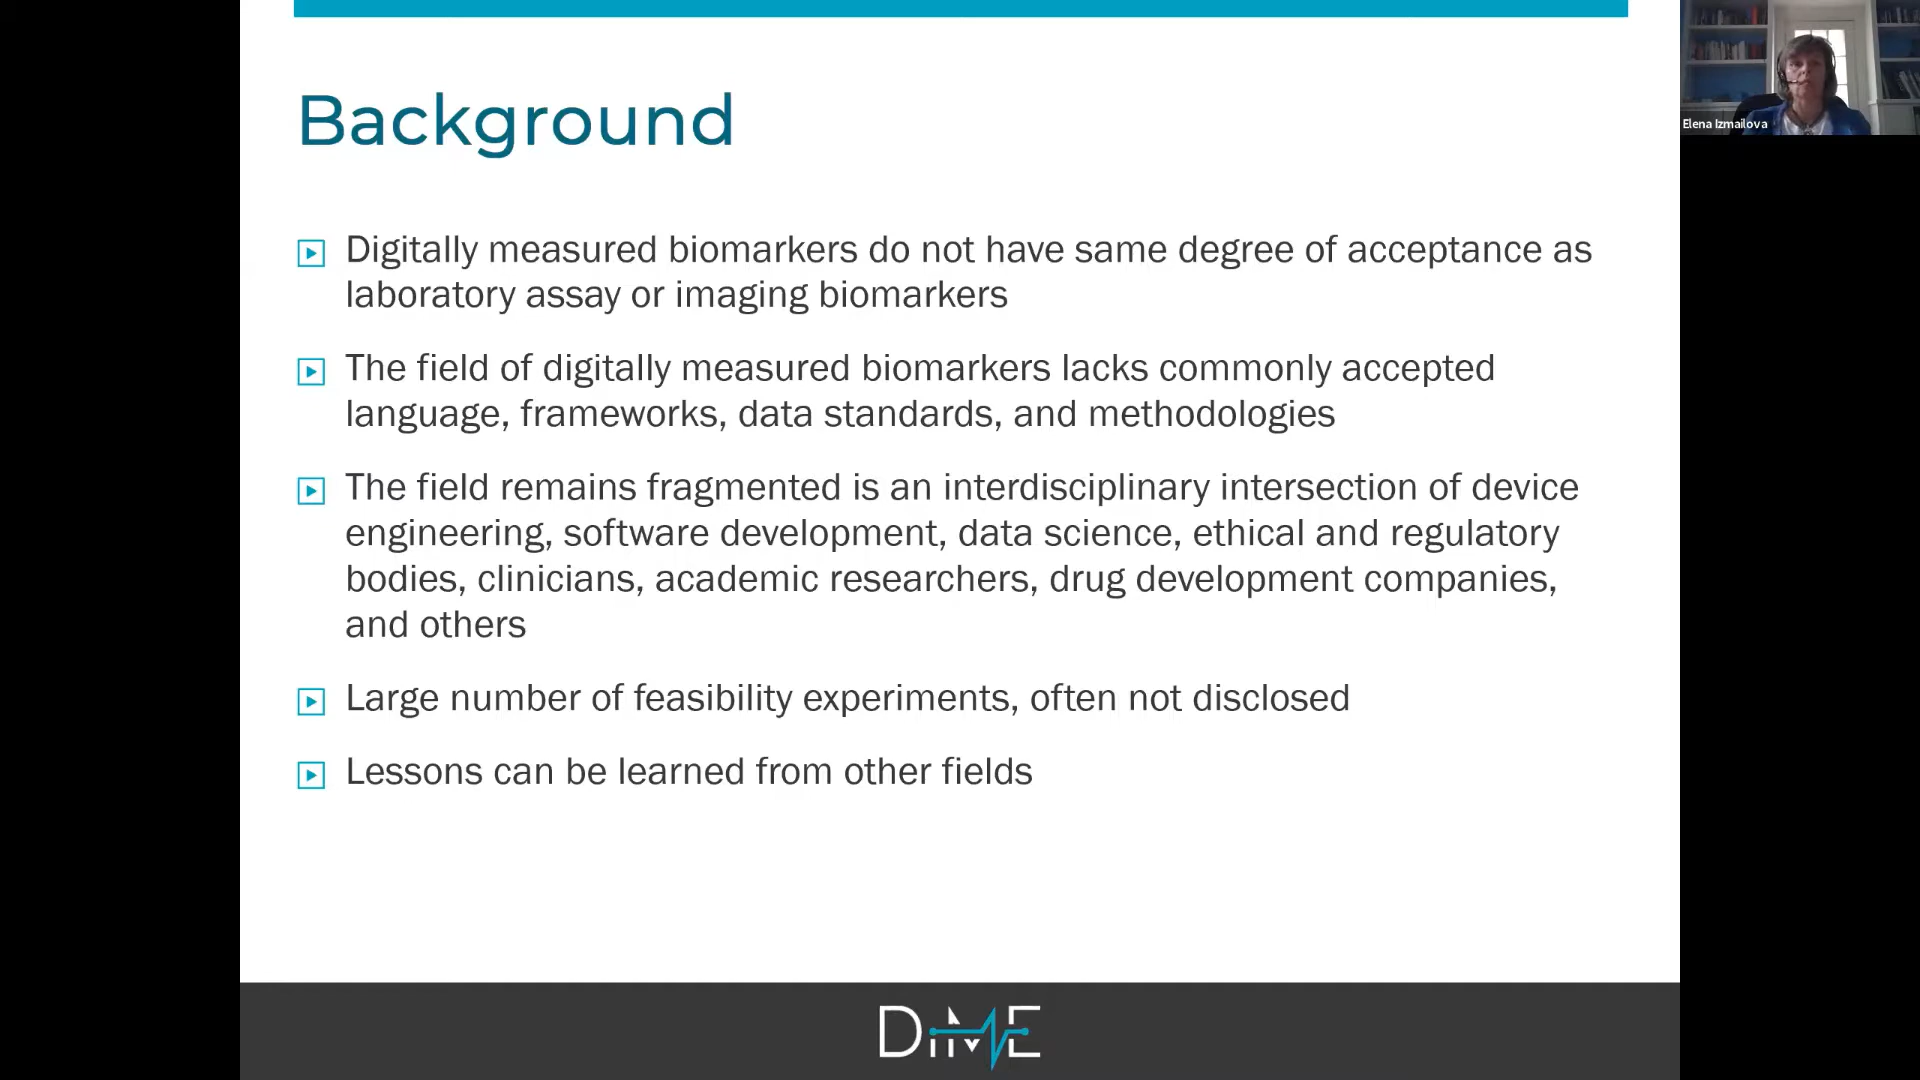 Background
Digitally measured biomarkers do not have same degree of acceptance as
laboratory assay or imaging biomarkers
The field of digitally measured biomarkers lacks commonly accepted
language, frameworks, data standards, and methodologies
The field remains fragmented is an interdisciplinary intersection of device
engineering, software development, data science, ethical and regulatory
bodies, clinicians, academic researchers, drug development companies,
and others
Large number of feasibility experiments, often not disclosed
Lessons can be learned from other fields
DiME
Elena Izmailova